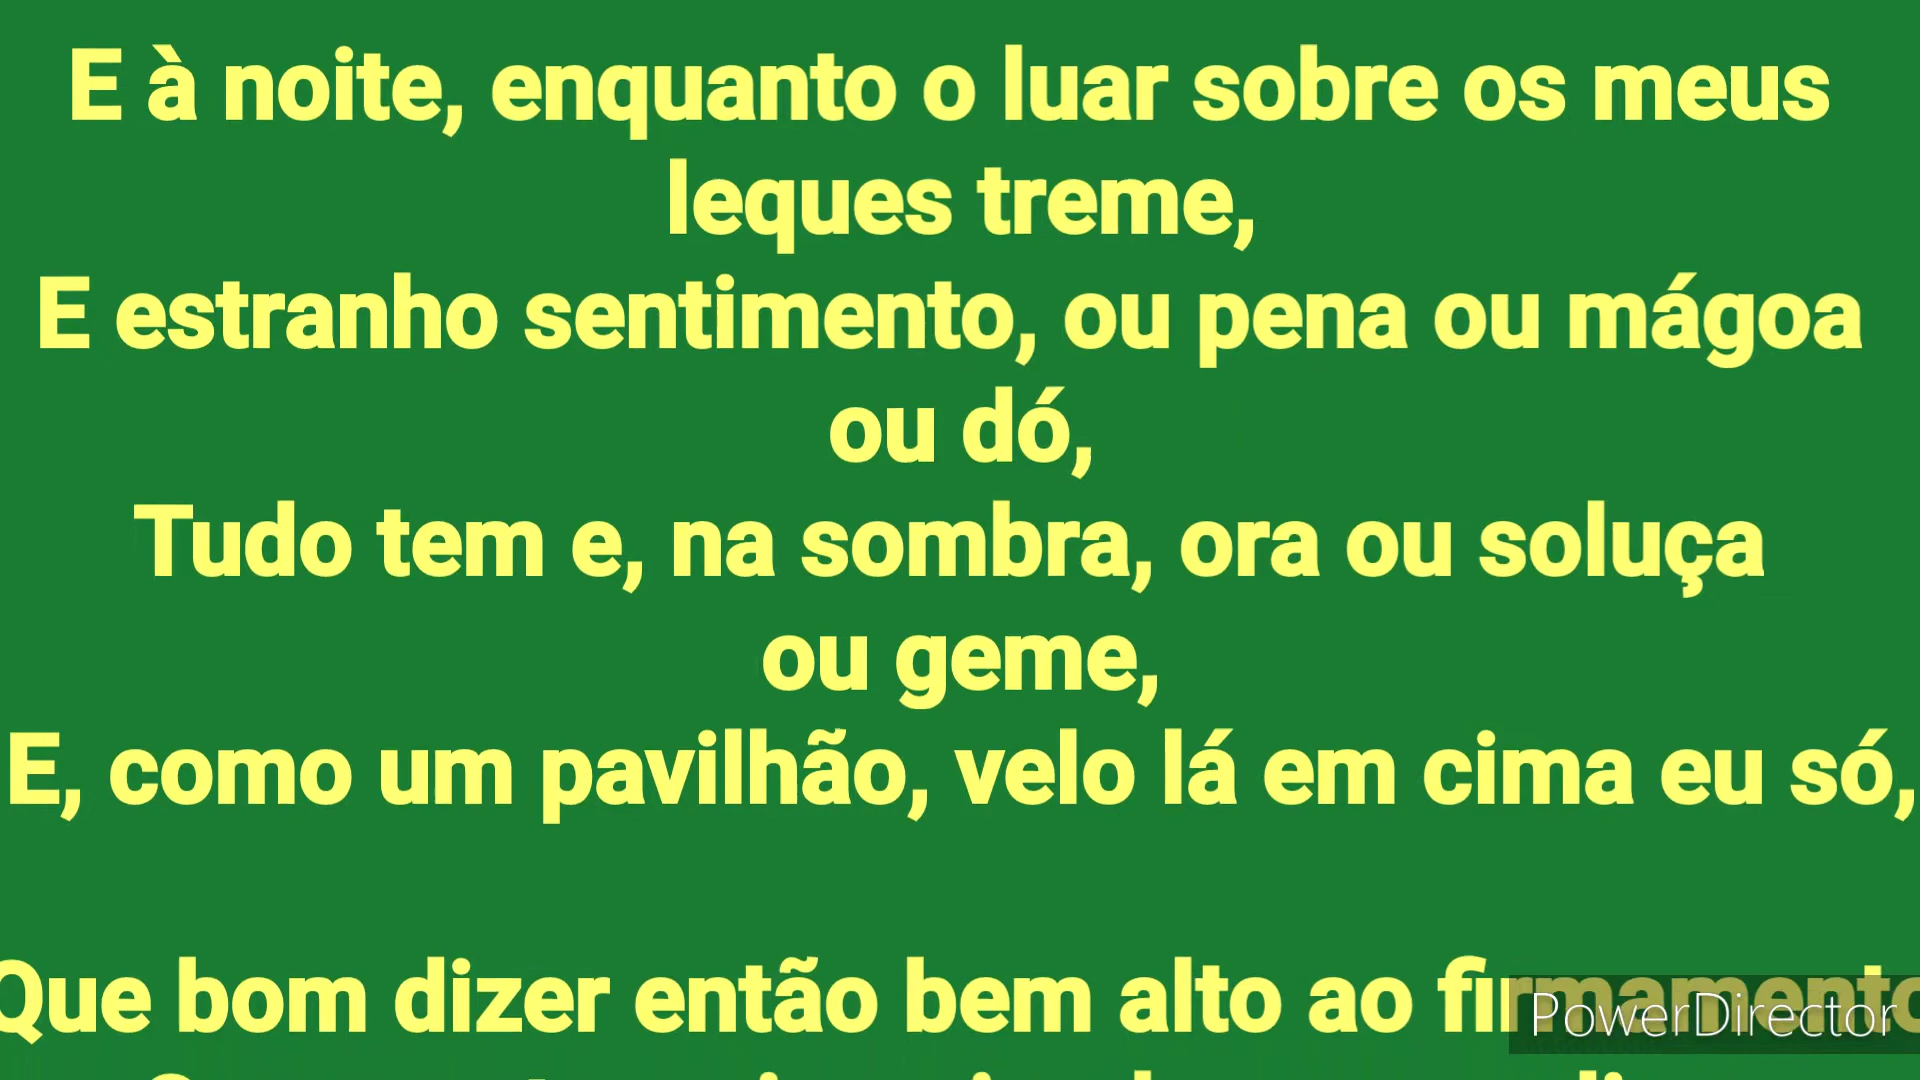 E à noite, enquanto o luar sobre os meus
leques treme,
E estranho sentimento, ou pena ou mágoa
ou dó,
Tudo tem e, na sombra, ora ou soluça
ou geme,
E, como um pavilhão, velo lá em cima eu só,
Que bom dizer então bem alto ao firmamento
PowerDirector